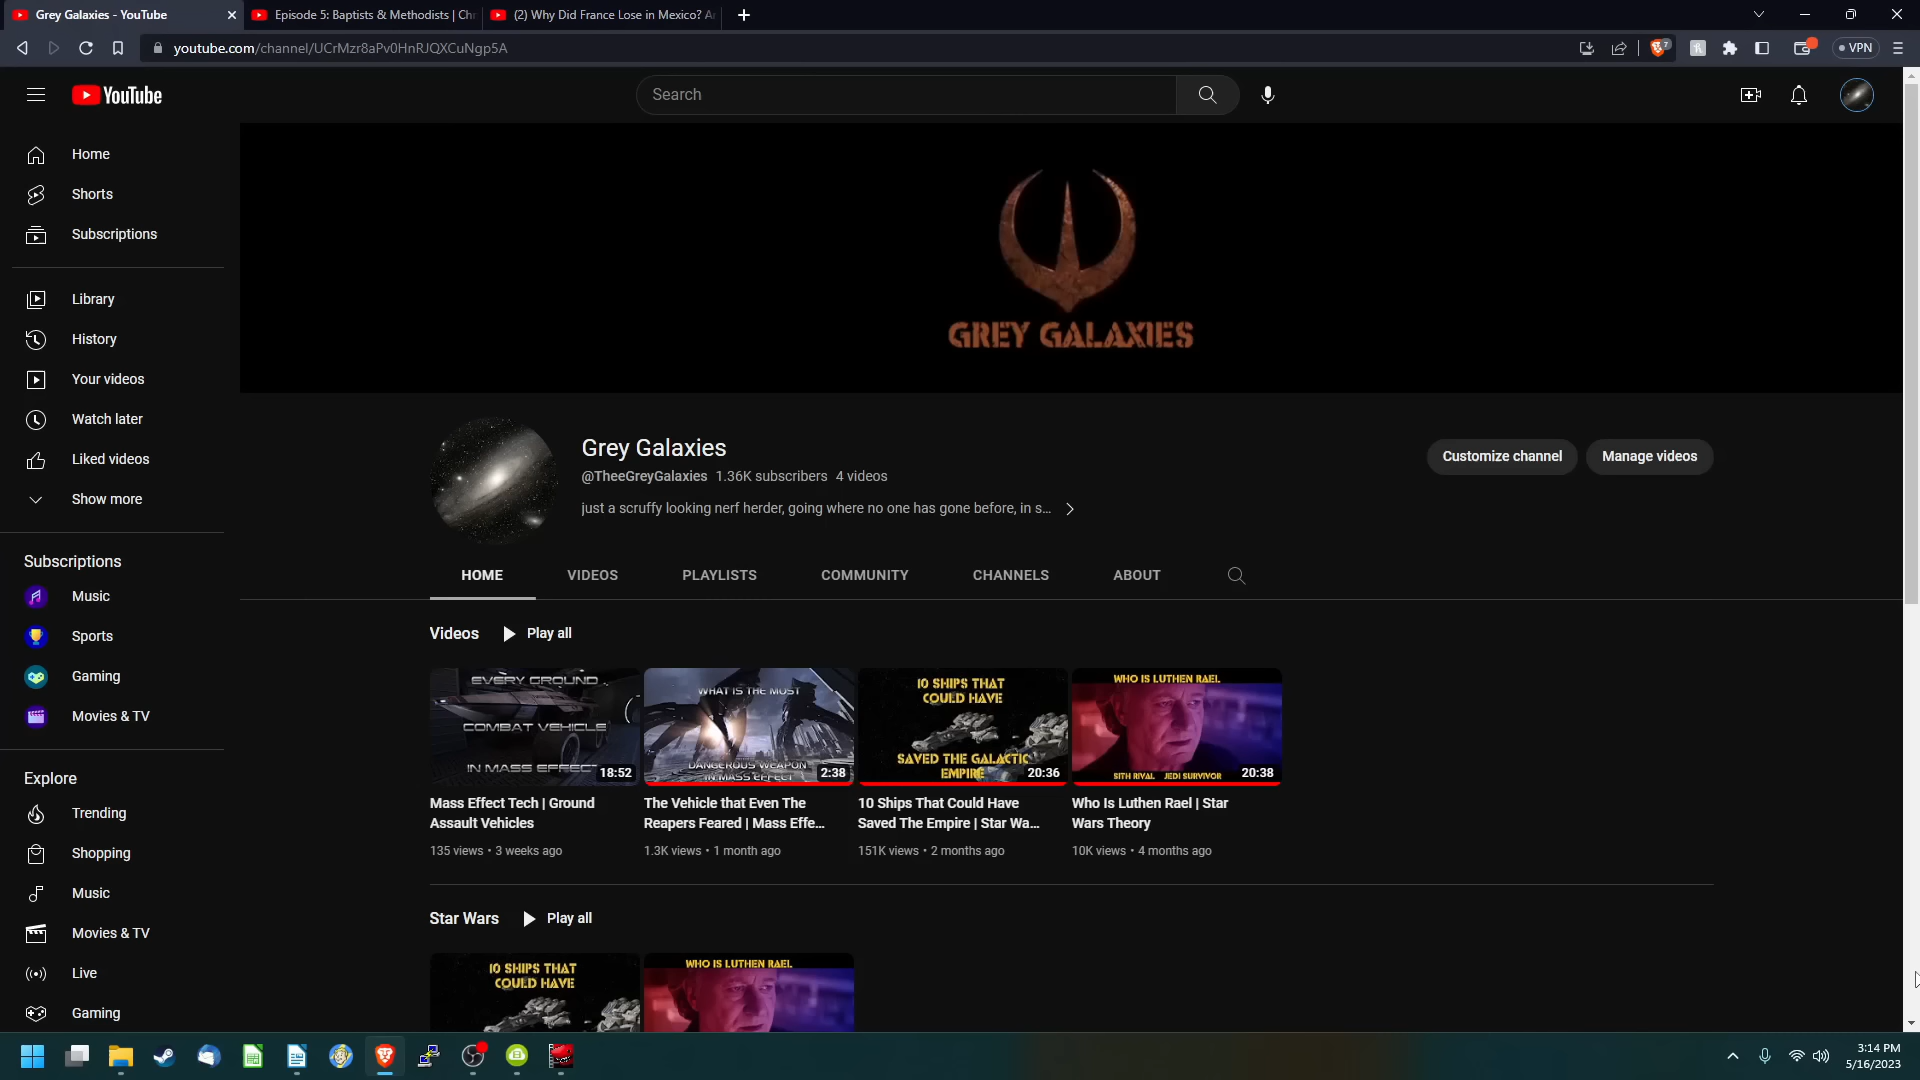 Grey Galaxies - YouTube
Episode 5: Baptists & Methodists | Ch
(2) Why Did France Lose in Mexico?
youtube.com/channel/UCrMzr8aPv0HnRJQXCuNgp5A
7
VPN
YouTube
Search
Home
Shorts
Subscriptions
Library
History
Your videos
Watch later
Liked videos
Show more
Subscriptions
Music
Sports
Gaming
Movies & TV
Explore
Trending
Shopping
Music
Movies & TV
Live
Gaming
GREY GALAXIES
Grey Galaxies
@TheeGreyGalaxies 1.36K subscribers 4 videos
just a scruffy looking nerf herder, going where no one has gone before, in s...
Customize channel
Manage videos
HOME
VIDEOS
PLAYLISTS
COMMUNITY
CHANNELS
ABOUT
Videos
Play all
EVERY GROUND
COMBAT VEHICLE
IN MASS EFFECT
18:52
Mass Effect Tech | Ground
Assault Vehicles
135 views • 3 weeks ago
WHAT IS THE MOST
DANGEROUS WEAPON
IN MASS EFFECT
2:38
The Vehicle that Even The
Reapers Feared | Mass Effe...
1.3K views • 1 month ago
10 SHIPS THAT
COULD HAVE
SAVED THE GALACTIC
EMPIRE
20:36
10 Ships That Could Have
Saved The Empire | Star Wa...
151K views • 2 months ago
WHO IS LUTHEN RAEL
SITH RIVAL JEDI SURVIVOR
20:38
Who Is Luthen Rael | Star
Wars Theory
10K views • 4 months ago
Star Wars
Play all
10 SHIPS THAT
COULD HAVE
WHO IS LUTHEN RAEL
3:14 PM
5/16/2023